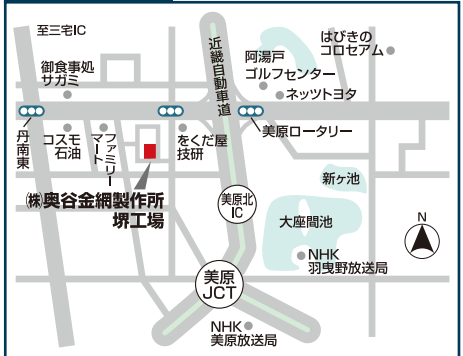 至三宅IC
御食事処
サガミ
近畿自動車道
阿湯戸
ゴルフセンター
はびきの
コロセアム
ネッツトヨタ
丹南東
コスモ
石油
ファミリー
マート
をくだ屋
技研
美原ロータリー
㈱奥谷金網製作所
堺工場
美原北
IC
新ヶ池
大座間池
N
NHK
羽曳野放送局
美原
JCT
NHK
美原放送局